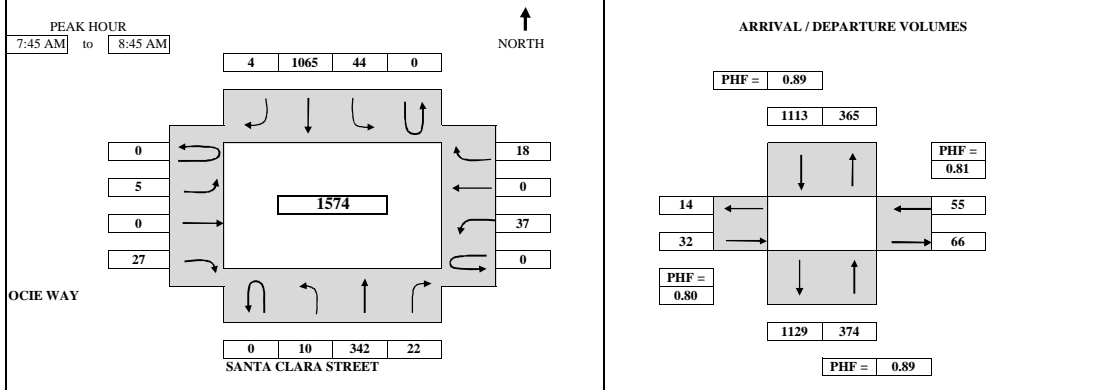 PEAK HOUR
7:45 AM to 8:45 AM
NORTH
4 1065 44 0
0 18
5 0
1574
0 37
27 0
OCIE WAY
0 10 342 22
SANTA CLARA STREET
ARRIVAL / DEPARTURE VOLUMES
PHF = 0.89
1113 365
PHF =
0.81
14 55
32 66
PHF =
0.80
1129 374
PHF = 0.89